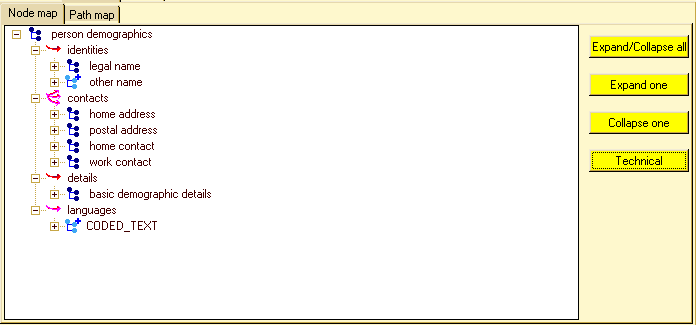 Node map
Path map
person demographics
identities
legal name
other name
contacts
home address
postal address
home contact
work contact
details
basic demographic details
languages
CODED_TEXT
Expand/Collapse all
Expand one
Collapse one
Technical